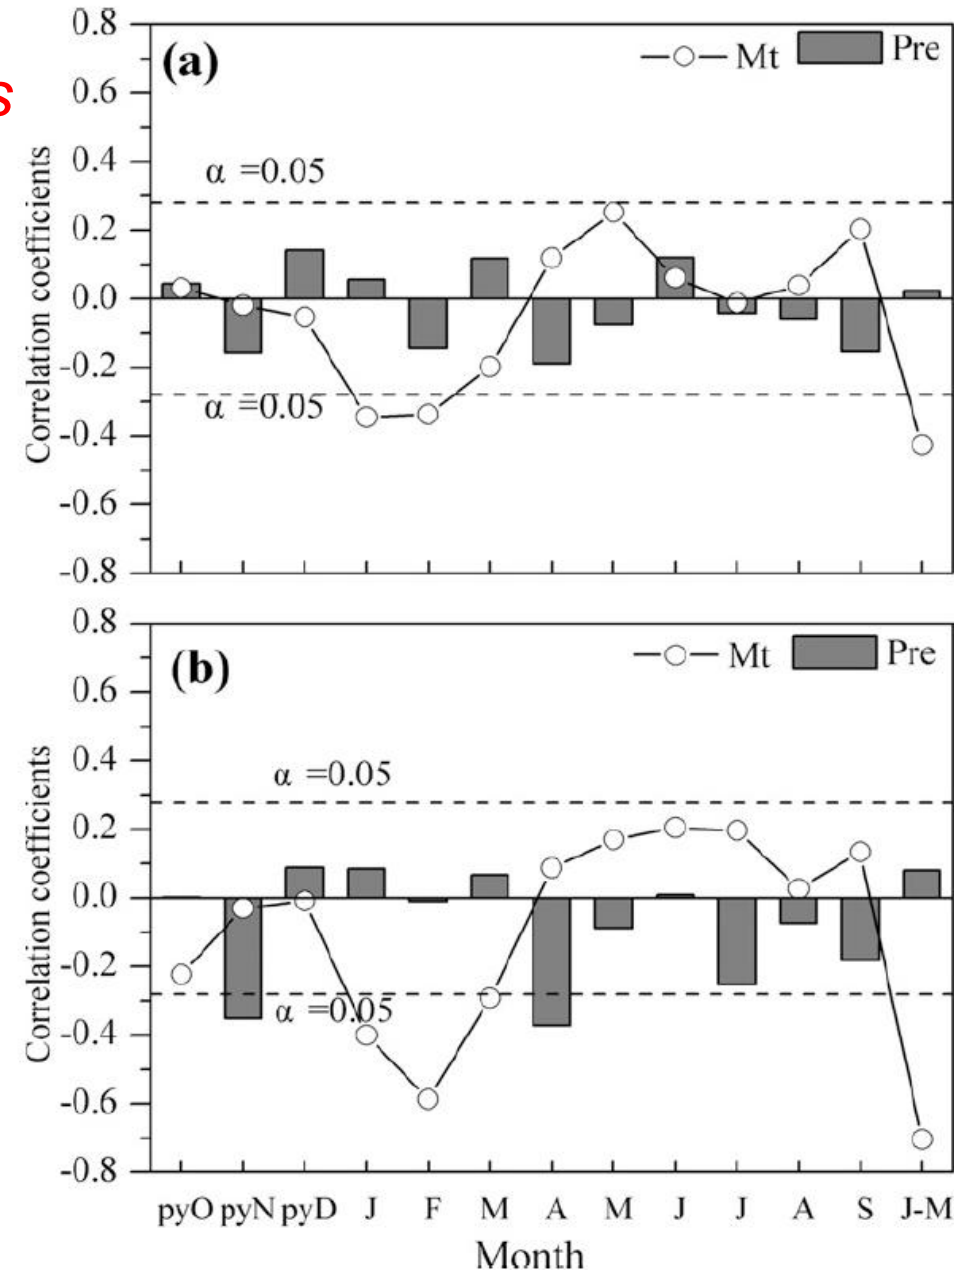 s
0.8
(a)
Mt
Pre
0.6
0.4
α =0.05
0.2
0.0
-0.2
α =0.05
-0.4
-0.6
-0.8
Correlation coefficients
0.8
(b)
Mt
Pre
0.6
0.4
α =0.05
0.2
0.0
-0.2
α =0.05
-0.4
-0.6
-0.8
Correlation coefficients
pyO pyN pyD J F M A M J J A S J-M
Month